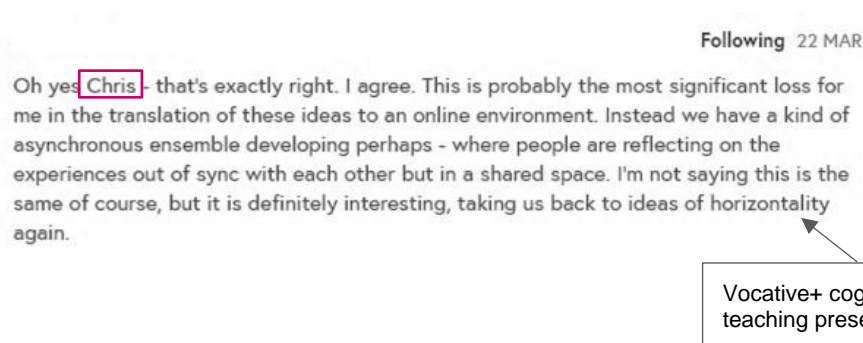 Following 22 MAR
Oh yes Chris - that's exactly right. I agree. This is probably the most significant loss for
me in the translation of these ideas to an online environment. Instead we have a kind of
asynchronous ensemble developing perhaps - where people are reflecting on the
experiences out of sync with each other but in a shared space. I'm not saying this is the
same of course, but it is definitely interesting, taking us back to ideas of horizontality
again.
Vocative+ cog
teaching prese